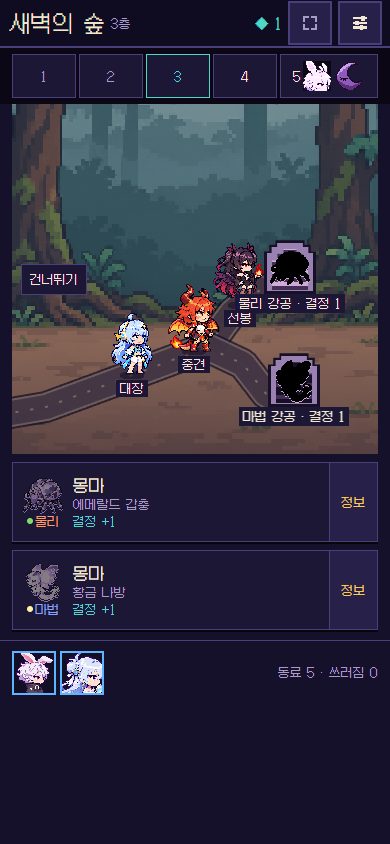 새벽의 숲 3층
1
1
2
3
4
5
건너뛰기
물리 강공 · 결정 1
선봉
중견
대장
마법 강공 · 결정 1
몽마
에메랄드 갑충
물리
결정 +1
정보
몽마
황금 나방
마법
결정 +1
정보
동료 5 · 쓰러짐 0